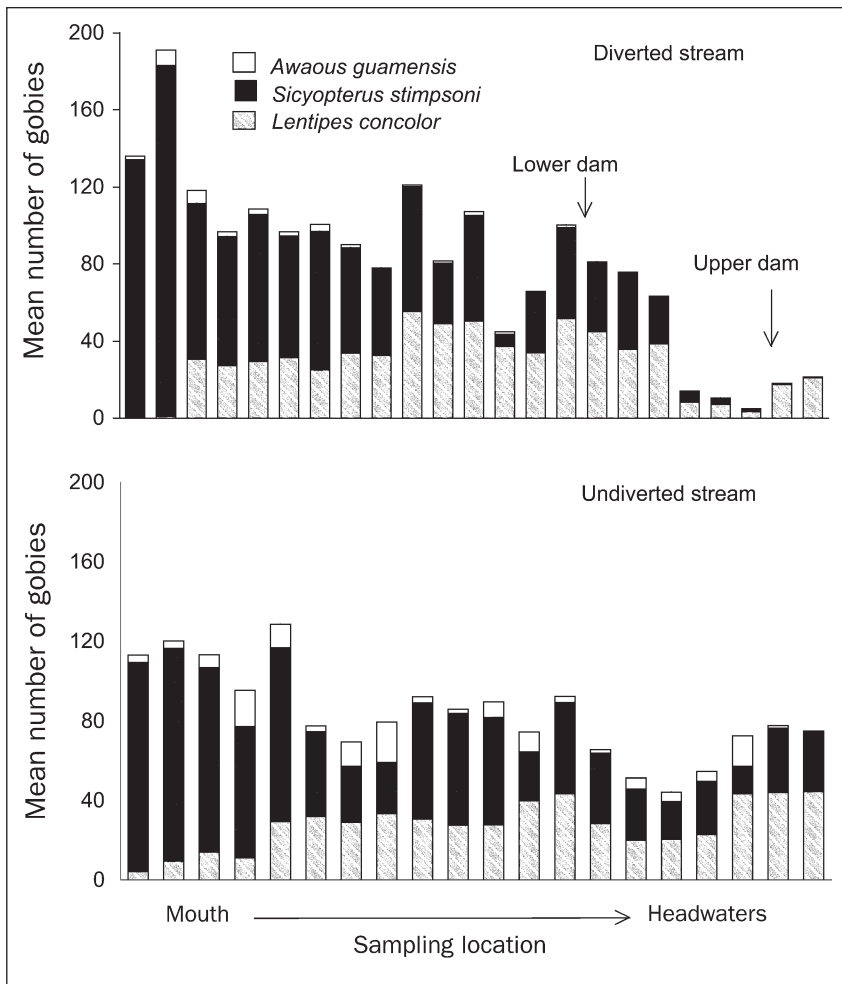 Mean number of gobies
200
160
120
80
40
0
Awaous guamensis
Sicyopterus stimpsoni
Lentipes concolor
Diverted stream
Lower dam
Upper dam
Mean number of gobies
200
160
120
80
40
0
Undiverted stream
Mouth
Headwaters
Sampling location